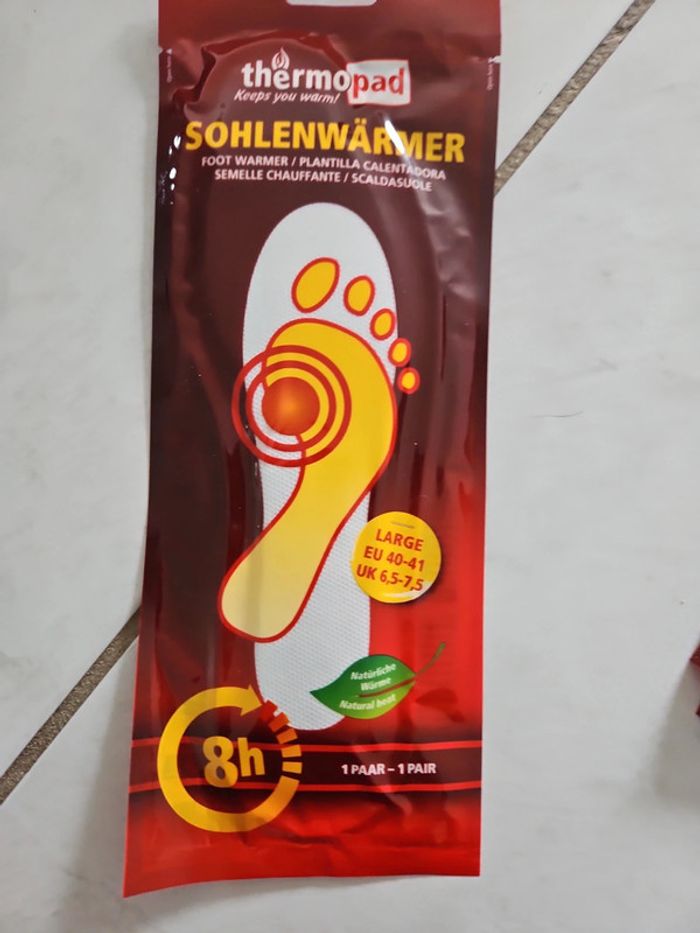 thermopad
Keeps you warm!
SOHLENWÄRMER
FOOT WARMER / PLANTILLA CALENTADORA
SEMELLE CHAUFFANTE / SCALDASUOLE
LARGE
EU 40-41
UK 6,5-7,5
Natürliche
Wärme
Natural heat
8h
1 PAAR – 1 PAIR